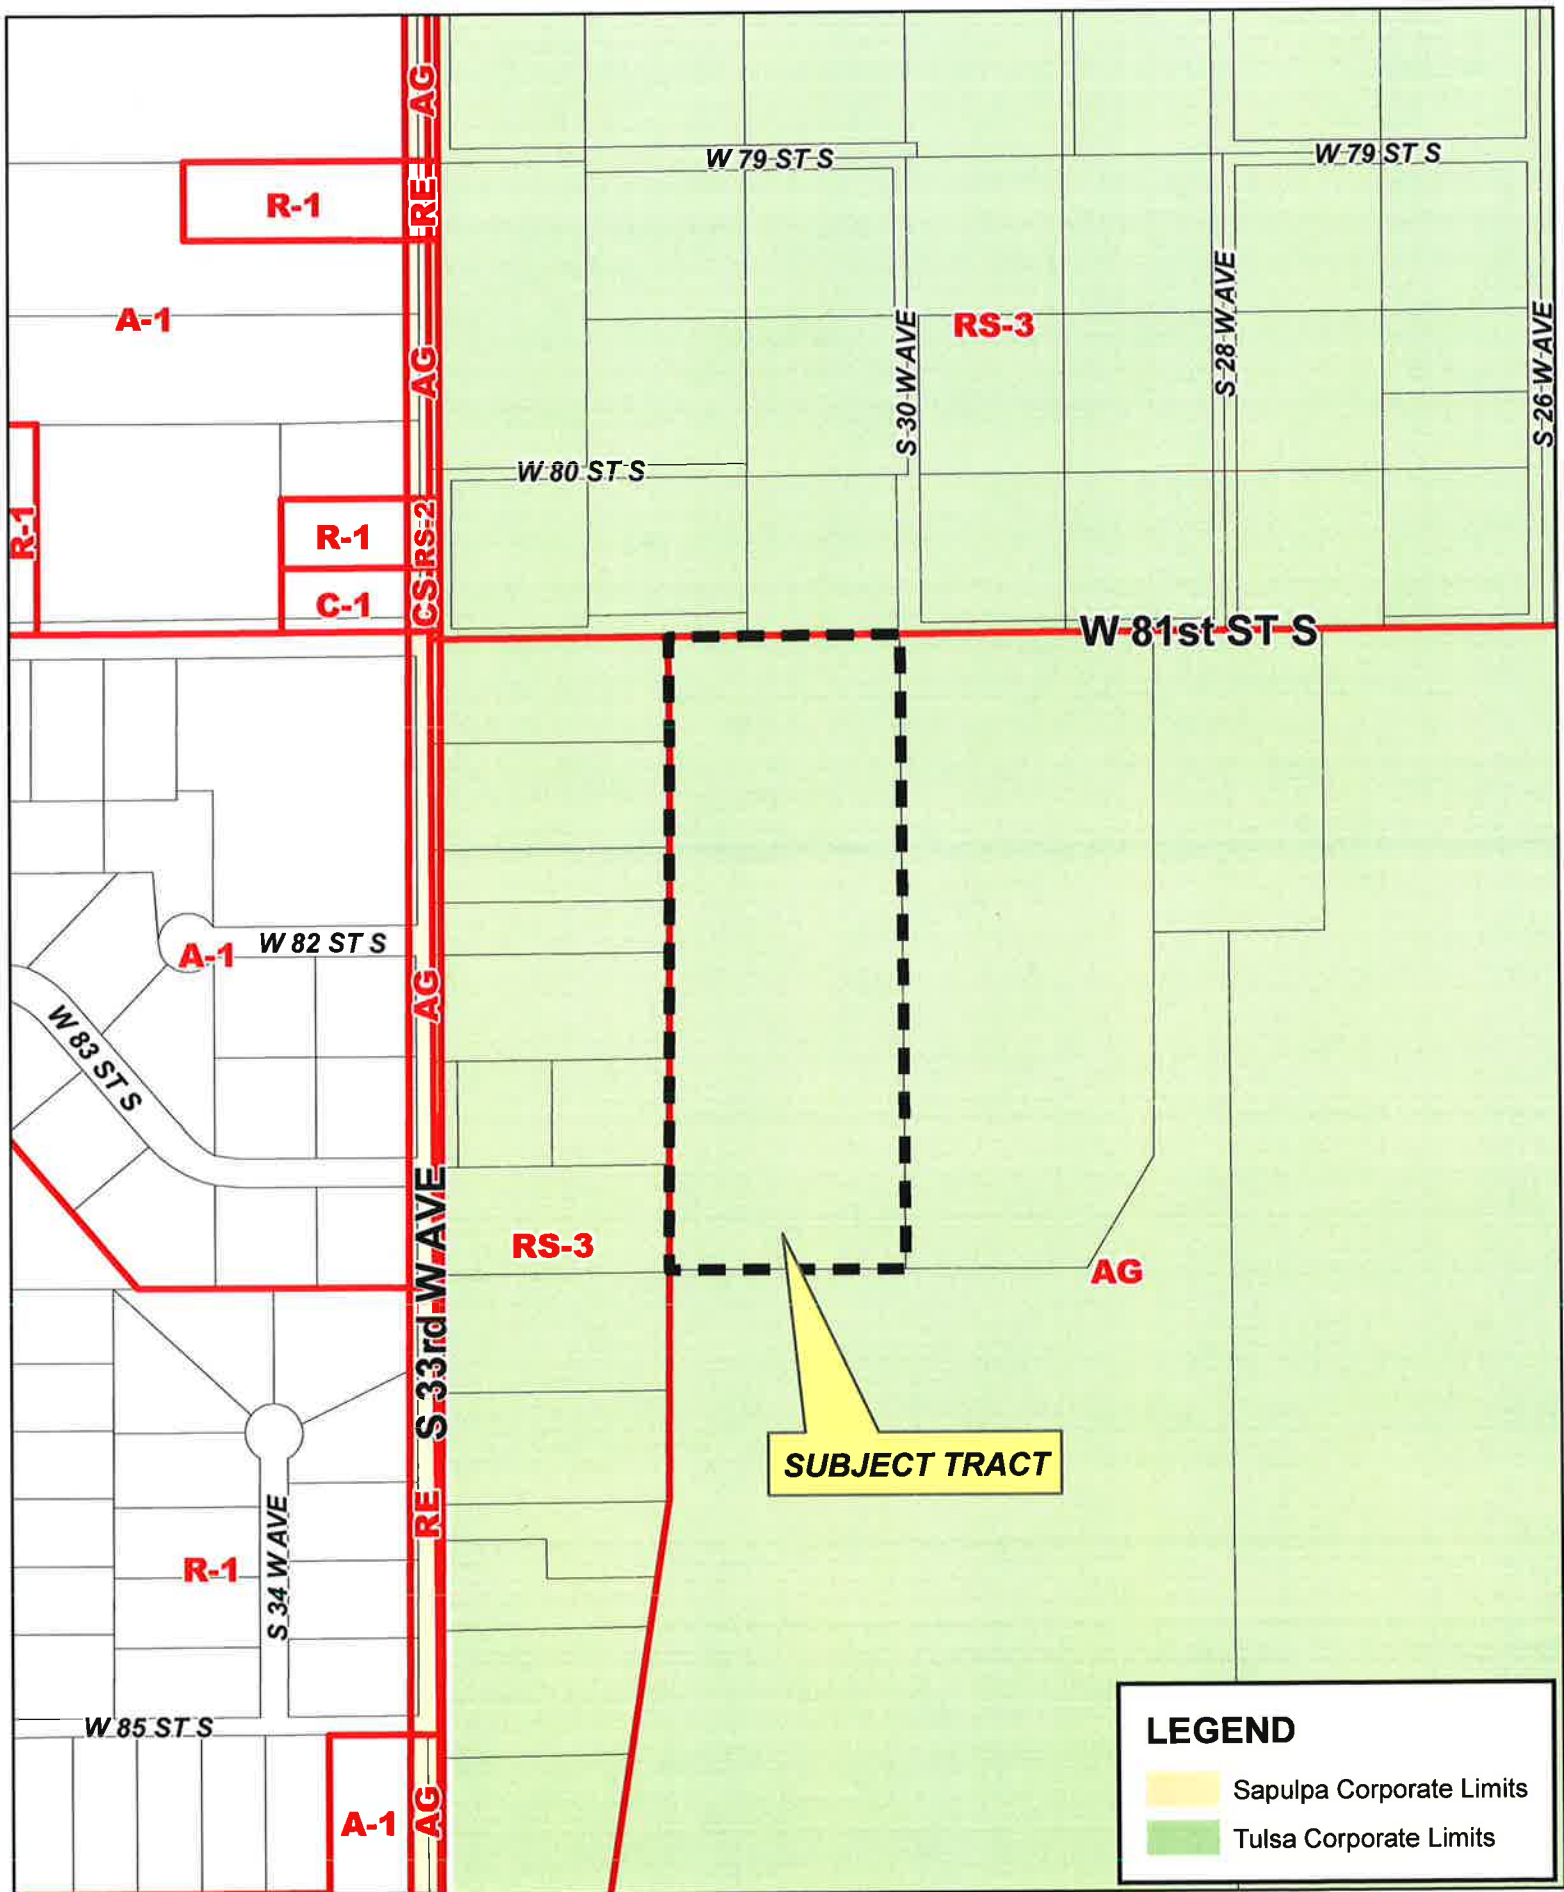 AG
W 79 ST S
W 79 ST S
R-1
RE
A-1
AG
RS-3
S 30 W AVE
S 28 W AVE
S 26 W AVE
W 80 ST S
R-1
R-1
RS-2
C-1
CS
W 81st ST S
A-1
W 82 ST S
AG
W 83 ST S
S 33rd W AVE
RS-3
AG
SUBJECT TRACT
RE
R-1
S 34 W AVE
W 85 ST S
A-1
AG
LEGEND
Sapulpa Corporate Limits
Tulsa Corporate Limits